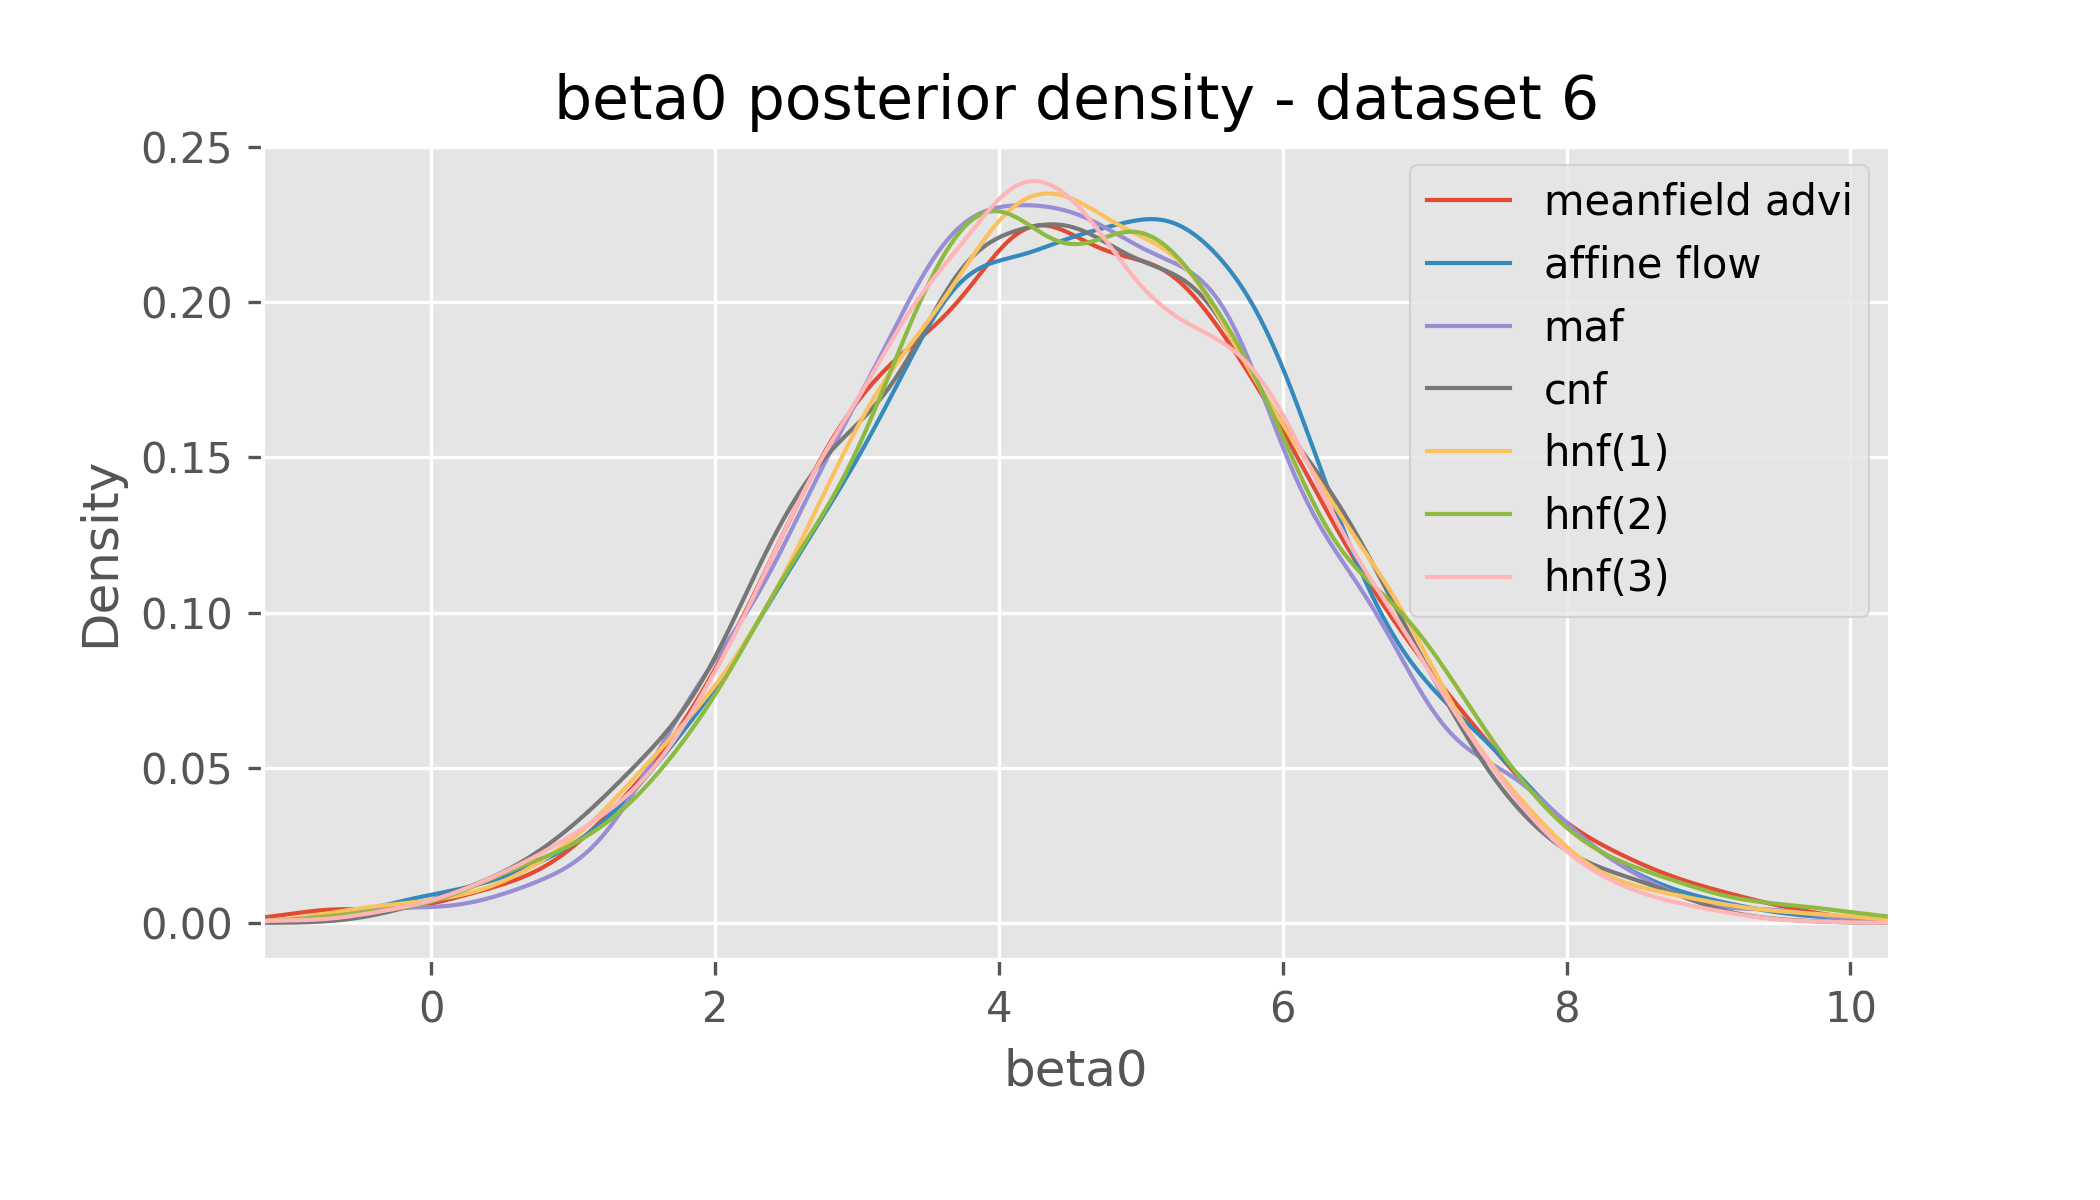 beta0 posterior density - dataset 6
0.25
0.20
0.15
0.10
0.05
0.00
Density
0 2 4 6 8 10
beta0
meanfield advi
affine flow
maf
cnf
hnf(1)
hnf(2)
hnf(3)